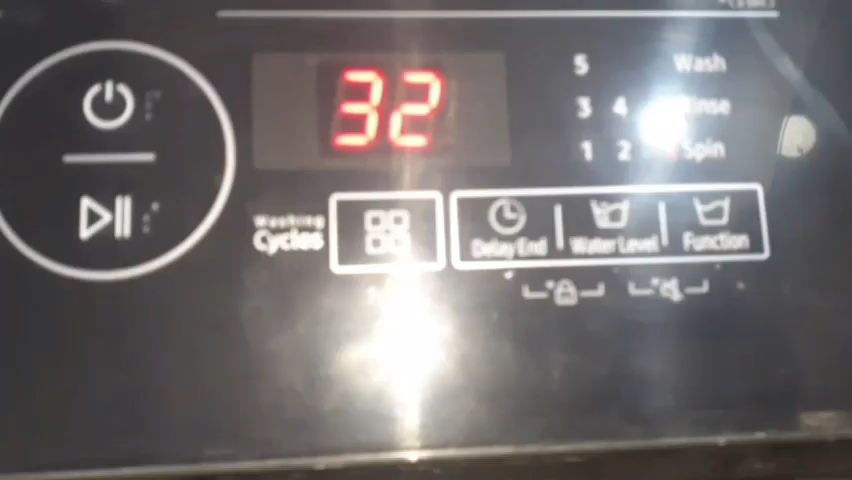 32
5 Wash
3 4 Rinse
1 2 Spin
Washing
Cycles
Delay End
Water Level
Function